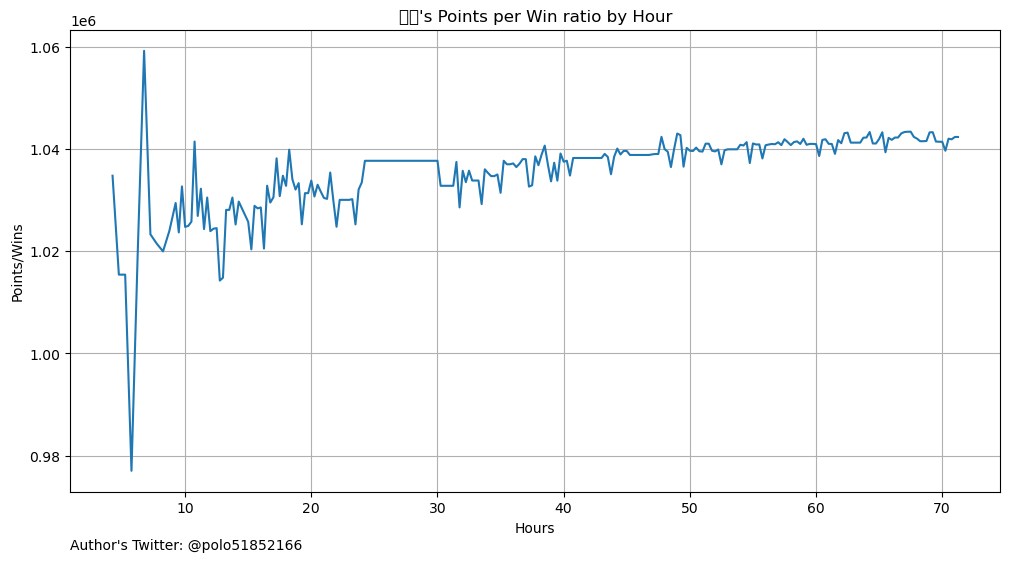 1e6
's Points per Win ratio by Hour
1.06
1.04
1.02
1.00
0.98
Points/Wins
10 20 30 40 50 60 70
Hours
Author's Twitter: @polo51852166